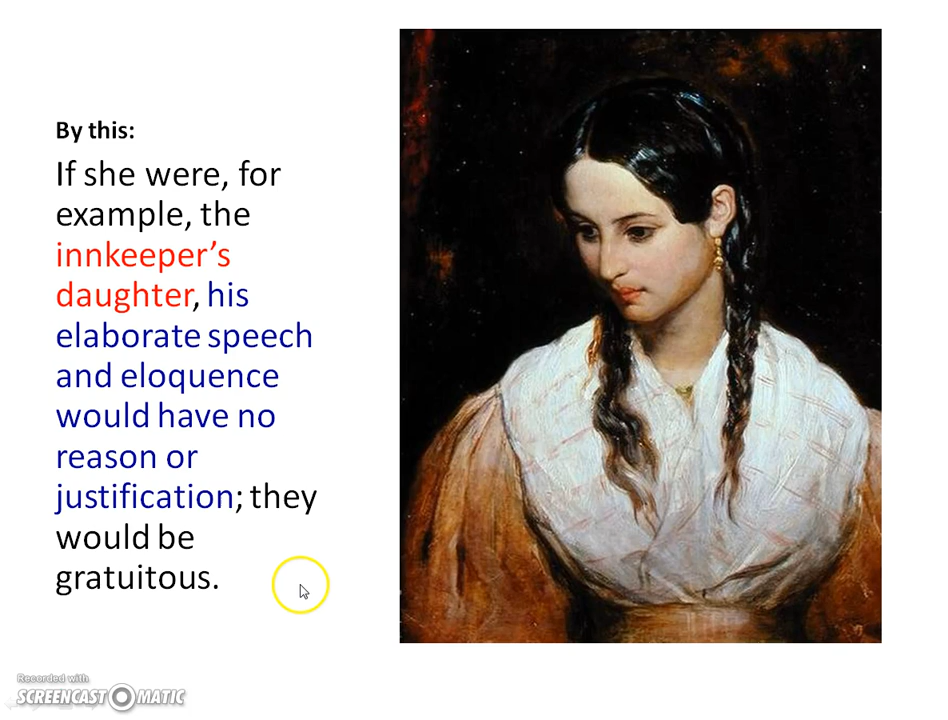 By this:
If she were, for
example, the
innkeeper’s
daughter, his
elaborate speech
and eloquence
would have no
reason or
justification; they
would be
gratuitous.
Recorded with
SCREENCAST MATIC